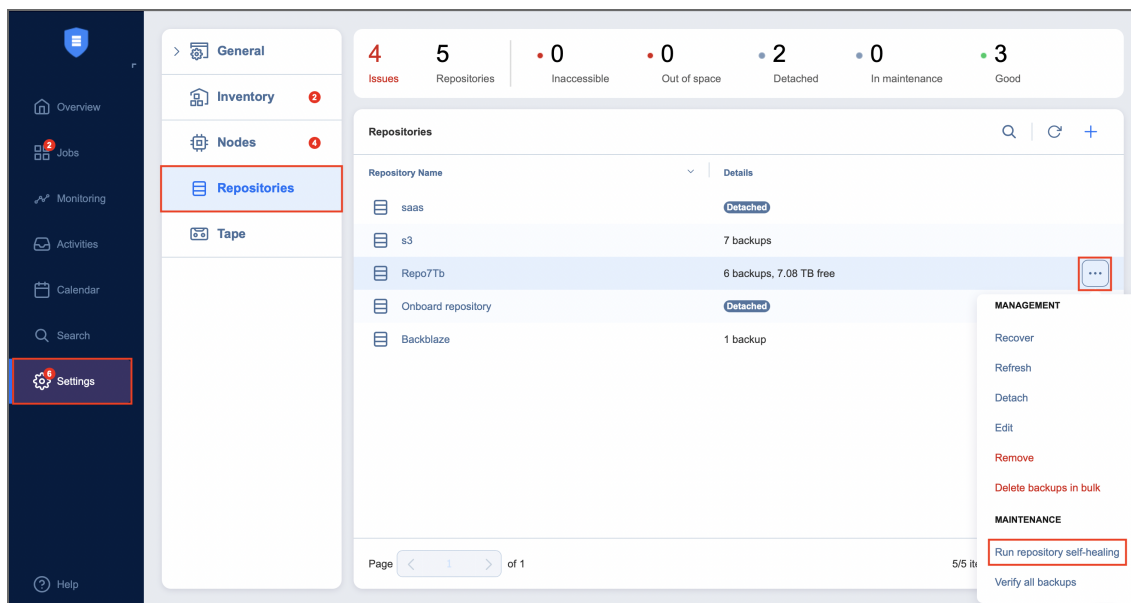 Overview
2
Jobs
Monitoring
Activities
Calendar
Search
6
Settings
Help
General
Inventory 2
Nodes 4
Repositories
Tape
4 5 0 0 2 0 3
Issues Repositories Inaccessible Out of space Detached In maintenance Good
Repositories
Repository Name Details
saas Detached
s3 7 backups
Repo7Tb 6 backups, 7.08 TB free
Onboard repository Detached
Backblaze 1 backup
MANAGEMENT
Recover
Refresh
Detach
Edit
Remove
Delete backups in bulk
MAINTENANCE
Run repository self-healing
Verify all backups
Page 1 of 1 5/5